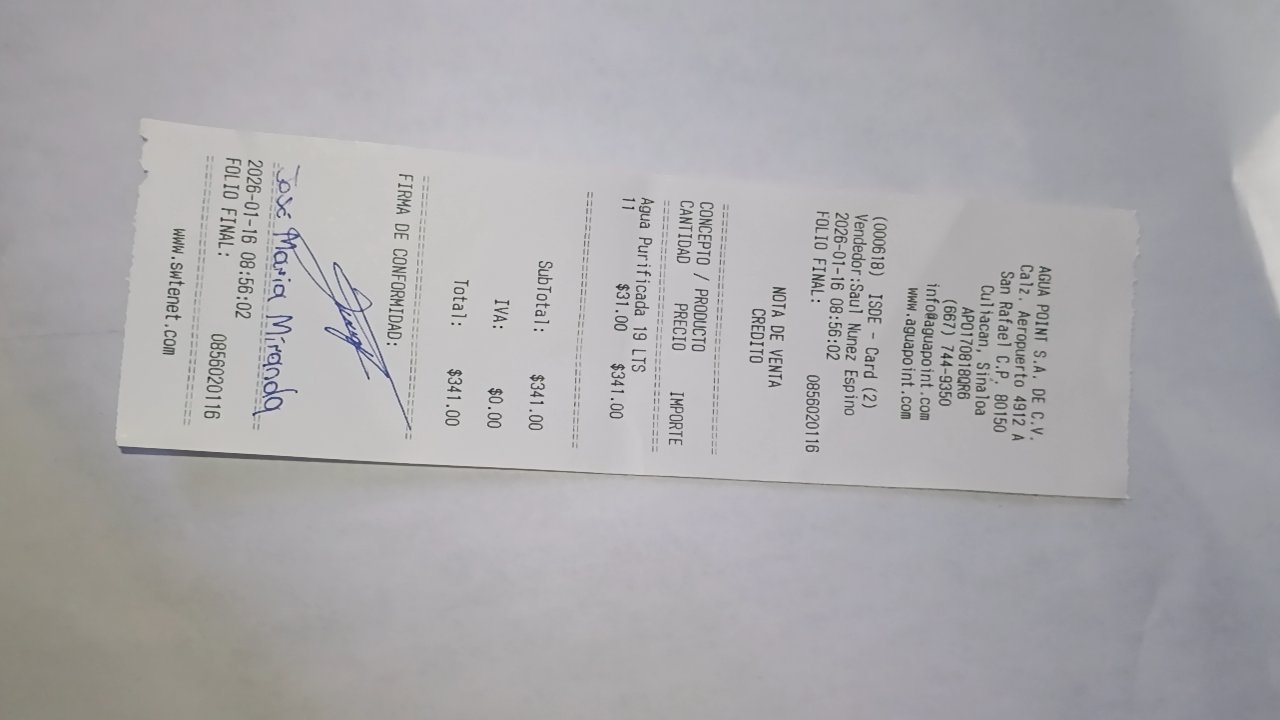 AGUA POINT S.A. DE C.V.
Calz. Aeropuerto 4912 A
San Rafael C.P. 80150
Culiacan, Sinaloa
APO170818QR6
(667) 744-9350
info@aguapoint.com
www.aguapoint.com
(000618) ISDE - Card (2)
Vendedor:Saul Nunez Espino
2026-01-16 08:56:02
FOLIO FINAL: 0856020116
NOTA DE VENTA
CREDITO
CONCEPTO / PRODUCTO
CANTIDAD PRECIO IMPORTE
Agua Purificada 19 LTS
11 $31.00 $341.00
SubTotal: $341.00
IVA: $0.00
Total: $341.00
FIRMA DE CONFORMIDAD:
Jose Maria Miranda
2026-01-16 08:56:02
FOLIO FINAL: 0856020116
www.swtenet.com